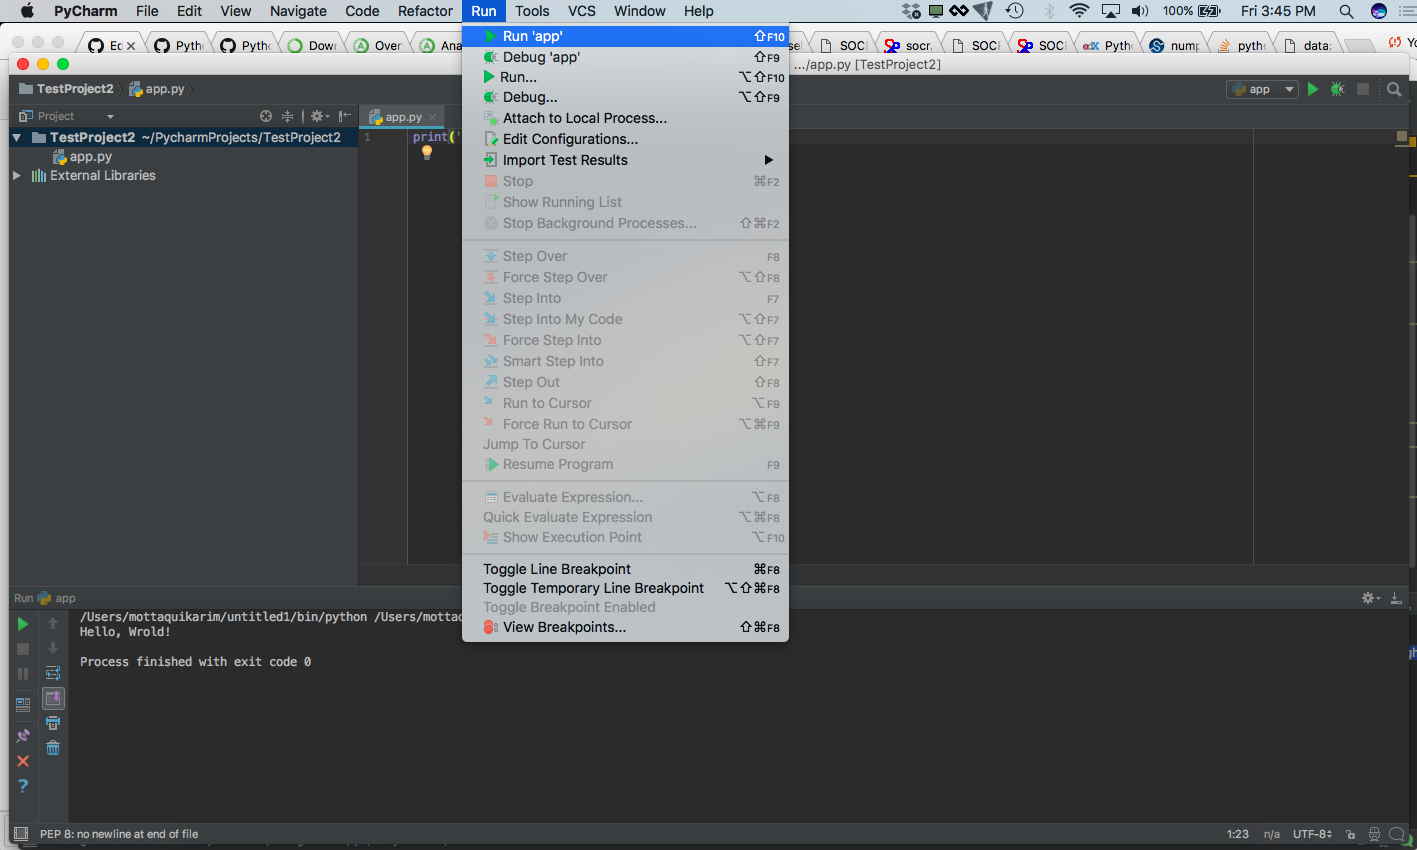 PyCharm File Edit View Navigate Code Refactor Run Tools VCS Window Help 100% Fri 3:45 PM
Pyth Pyth Dow Over Ana SOCI socr. SOCI SOCI edX Pyth nump pyth data: Yo
.../app.py [TestProject2]
TestProject2 app.py
app
Project
app.py
TestProject2 ~/PycharmProjects/TestProject2
app.py
External Libraries
1 print('
Run 'app' ⇧F10
Debug 'app' ⇧F9
Run... ⌥⇧F10
Debug... ⌥⇧F9
Attach to Local Process...
Edit Configurations...
Import Test Results
Stop ⌘F2
Show Running List
Stop Background Processes... ⇧⌘F2
Step Over F8
Force Step Over ⌥⇧F8
Step Into F7
Step Into My Code ⌥⇧F7
Force Step Into ⌥⇧F7
Smart Step Into ⇧F7
Step Out ⇧F8
Run to Cursor ⌥F9
Force Run to Cursor ⌥⌘F9
Jump To Cursor
Resume Program F9
Evaluate Expression... ⌥F8
Quick Evaluate Expression ⌥⌘F8
Show Execution Point ⌥F10
Toggle Line Breakpoint ⌘F8
Toggle Temporary Line Breakpoint ⌥⇧⌘F8
Toggle Breakpoint Enabled
View Breakpoints... ⇧⌘F8
Run app
/Users/mottaquikarim/untitled1/bin/python /Users/mottaq
Hello, Wrold!
Process finished with exit code 0
PEP 8: no newline at end of file
1:23 n/a UTF-8